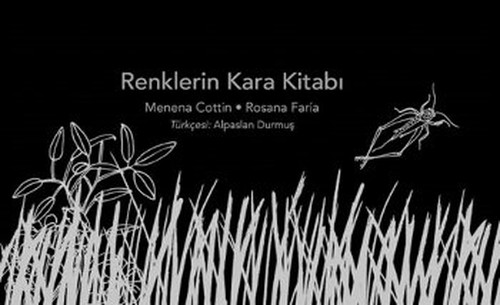 Renklerin Kara Kitabı
Menena Cottin • Rosana Faría
Türkçesi: Alpaslan Durmuş